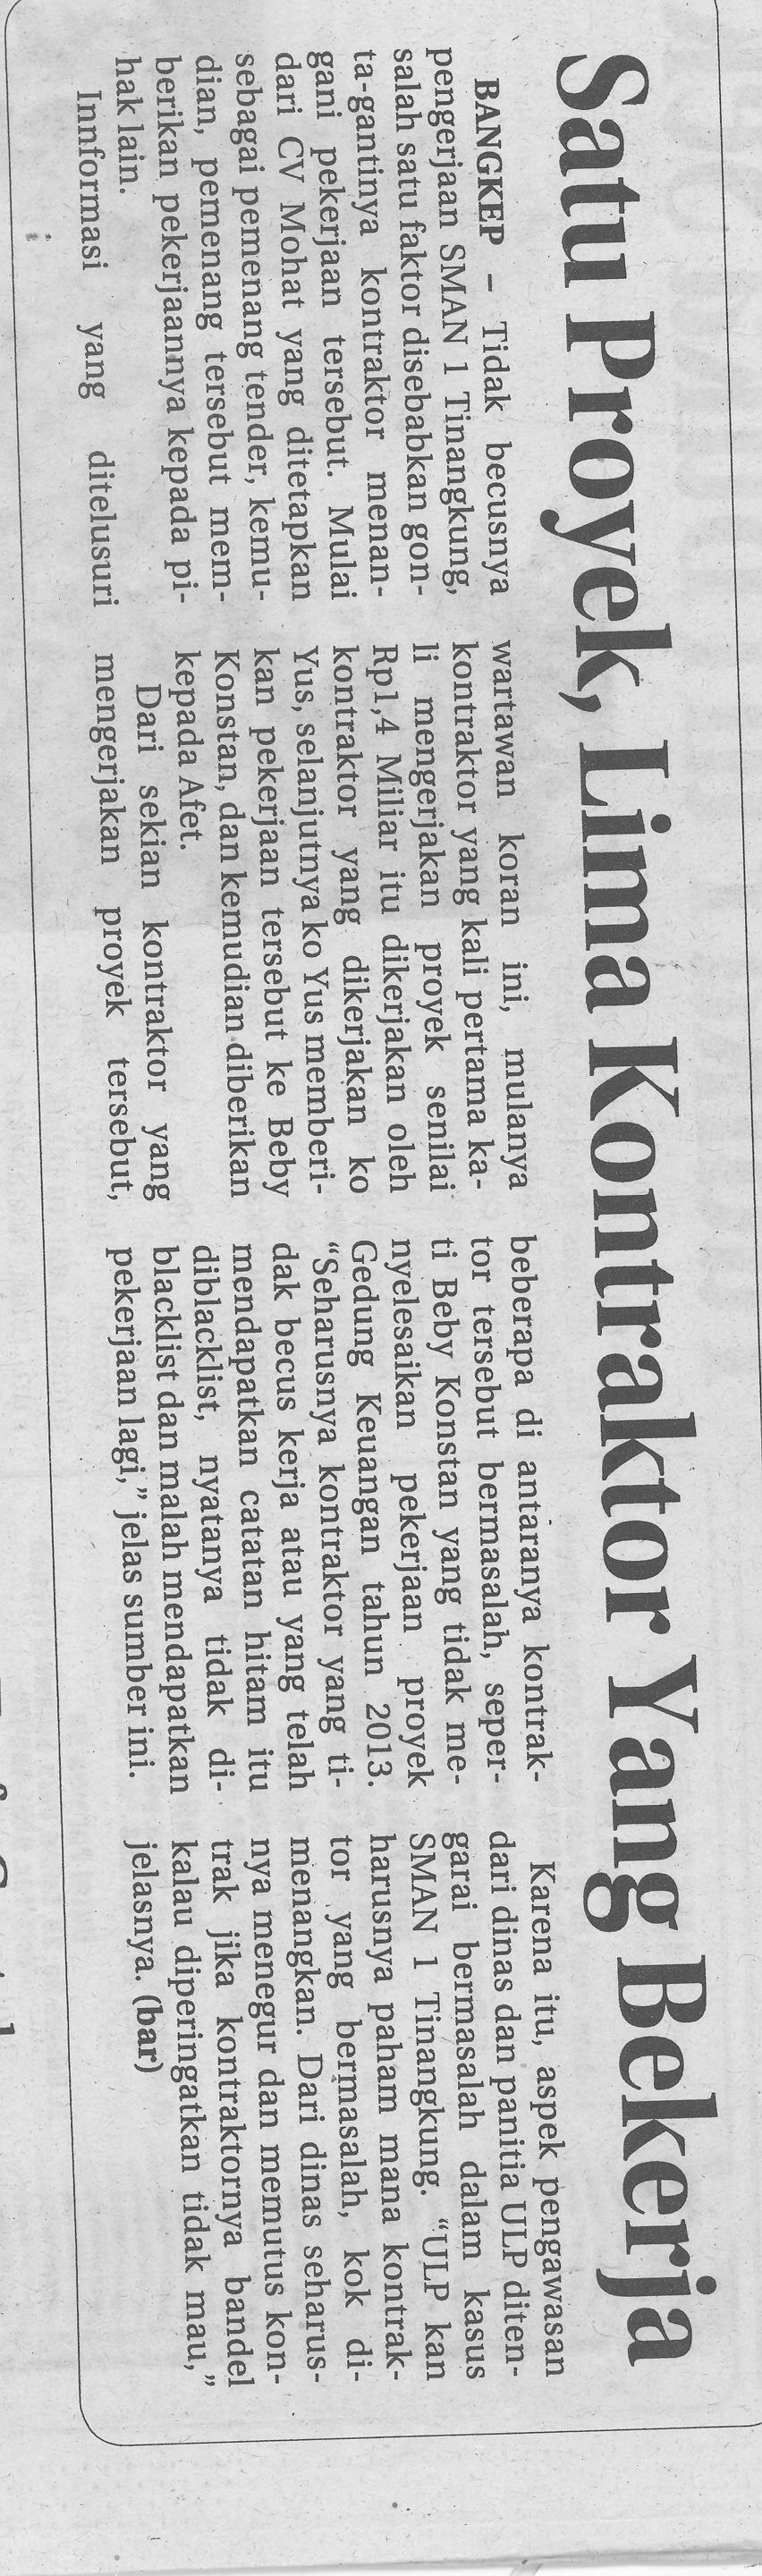 Satu Proyek, Lima Kontraktor Yang Bekerja
BANGKEP – Tidak becusnya
pengerjaan SMAN 1 Tinangkung,
salah satu faktor disebabkan gon-
ta-gantinya kontraktor menan-
gani pekerjaan tersebut. Mulai
dari CV Mohat yang ditetapkan
sebagai pemenang tender, kemu-
dian, pemenang tersebut mem-
berikan pekerjaannya kepada pi-
hak lain.
Innformasi yang ditelusuri
wartawan koran ini, mulanya
kontraktor yang kali pertama ka-
li mengerjakan proyek senilai
Rp1,4 Miliar itu dikerjakan oleh
kontraktor yang dikerjakan ko
Yus, selanjutnya ko Yus memberi-
kan pekerjaan tersebut ke Beby
Konstan, dan kemudian diberikan
kepada Afet.
Dari sekian kontraktor yang
mengerjakan proyek tersebut,
beberapa di antaranya kontrak-
tor tersebut bermasalah, seper-
ti Beby Konstan yang tidak me-
nyelesaikan pekerjaan proyek
Gedung Keuangan tahun 2013.
“Seharusnya kontraktor yang ti-
dak becus kerja atau yang telah
mendapatkan catatan hitam itu
diblacklist, nyatanya tidak di-
blacklist dan malah mendapatkan
pekerjaan lagi,” jelas sumber ini.
Karena itu, aspek pengawasan
dari dinas dan panitia ULP diten-
garai bermasalah dalam kasus
SMAN 1 Tinangkung. “ULP kan
harusnya paham mana kontrak-
tor yang bermasalah, kok di-
menangkan. Dari dinas seharus-
nya menegur dan memutus kon-
trak jika kontraktornya bandel
kalau diperingatkan tidak mau,”
jelasnya. (bar)